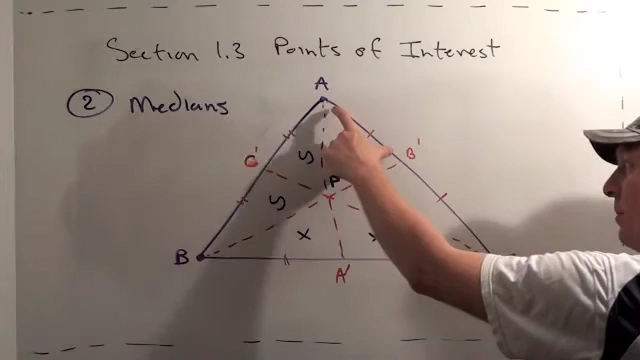 Section 1.3 Points of Interest
A
2 Medians
C'
B'
y
P
y
x
x
B
A'